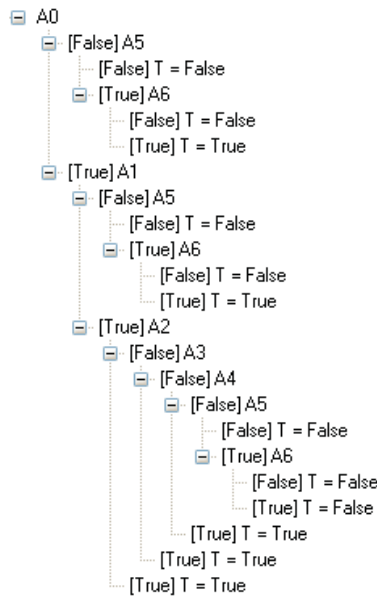 A0
[False] A5
[False] T = False
[True] A6
[False] T = False
[True] T = True
[True] A1
[False] A5
[False] T = False
[True] A6
[False] T = False
[True] T = True
[True] A2
[False] A3
[False] A4
[False] A5
[False] T = False
[True] A6
[False] T = False
[True] T = False
[True] T = True
[True] T = True
[True] T = True